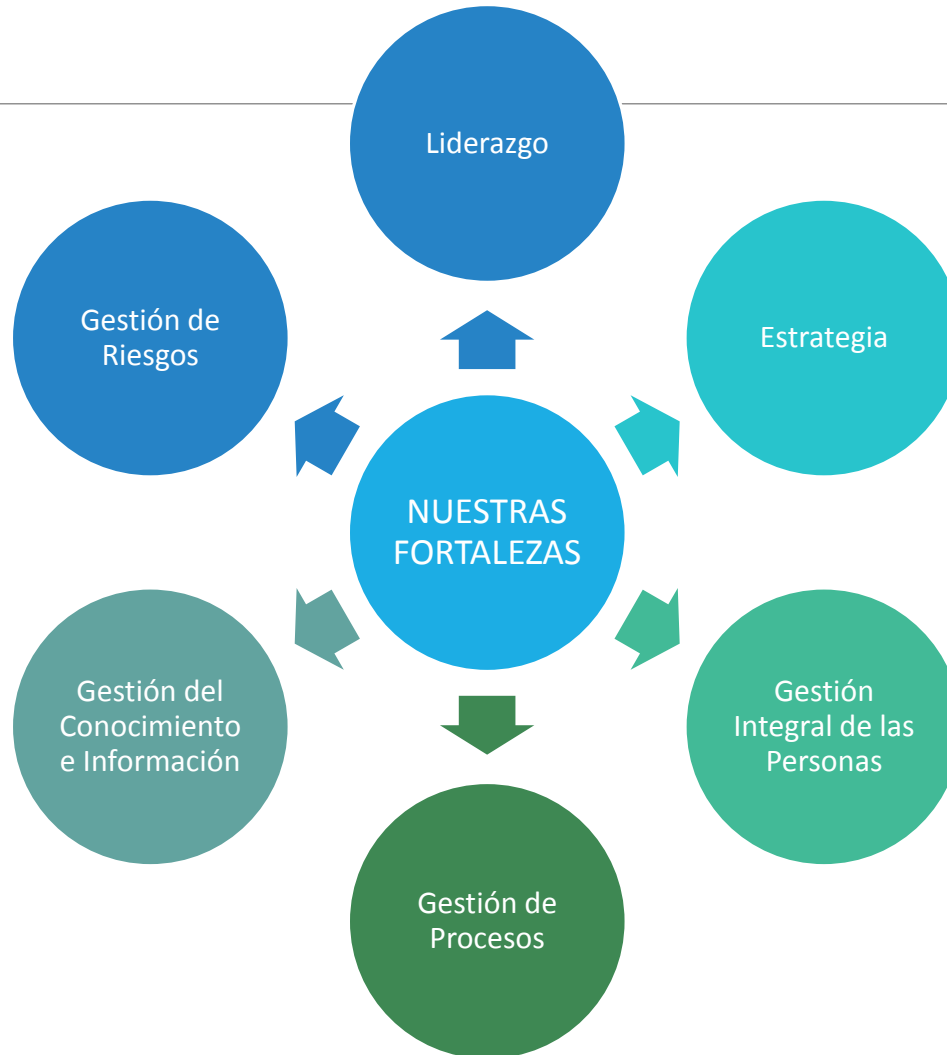 Liderazgo
Estrategia
Gestión
Integral de las
Personas
Gestión de
Procesos
Gestión del
Conocimiento
e Información
Gestión de
Riesgos
NUESTRAS
FORTALEZAS